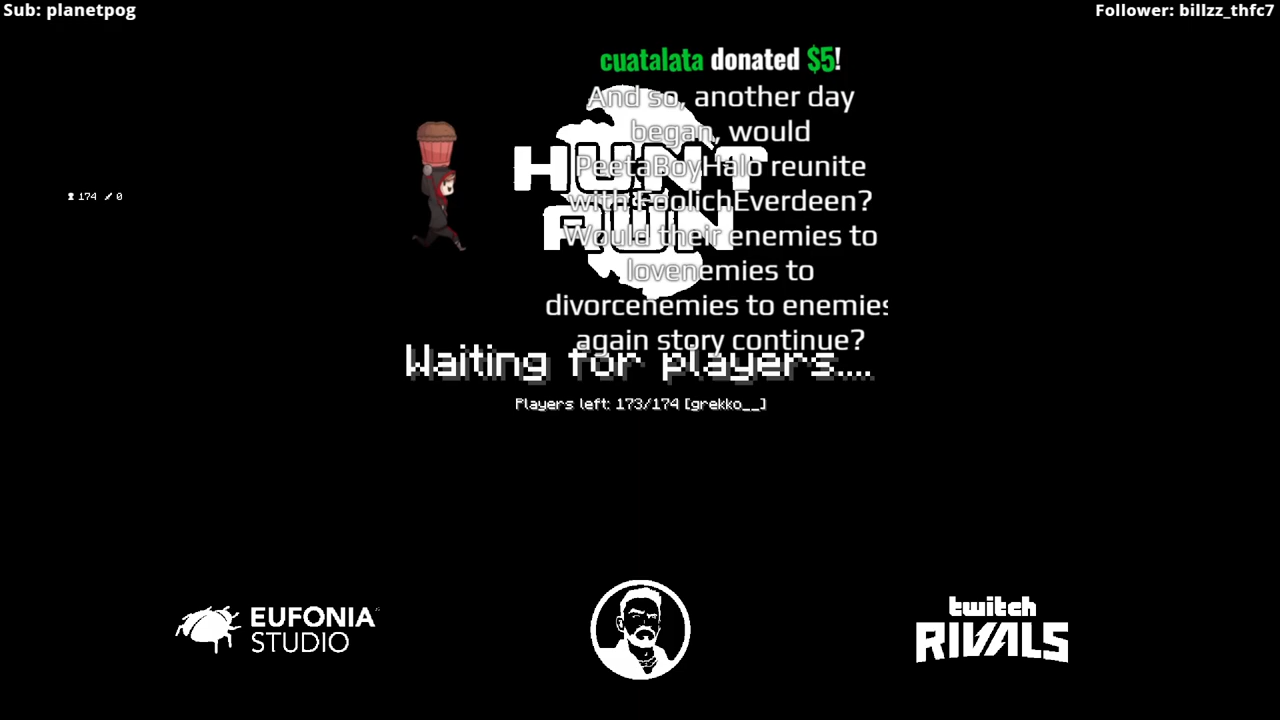 Sub: planetpog
Follower: billzz_thfc7
cuatalata donated $5!
And so, another day
began, would
PeetaBoyHalo reunite
with FoolichEverdeen?
Would their enemies to
lovenemies to
divorcenemies to enemies
again story continue?
174 0
HUNT
RUN
Waiting for players....
Players left: 173/174 [grekko__]
EUFONIA
STUDIO
twitch
RIVALS